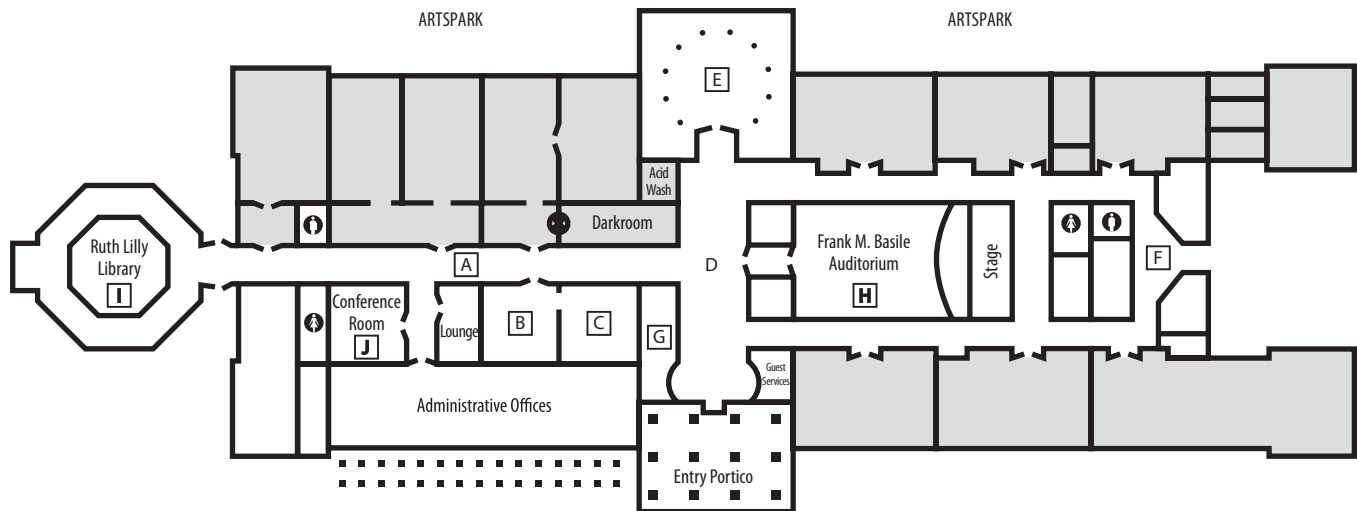 ARTSPARK
ARTSPARK
E
Acid
Wash
Darkroom
Ruth Lilly
Library
I
A
D
Frank M. Basile
Auditorium
H
Stage
F
Conference
Room
J
Lounge
B
C
G
Guest
Services
Administrative Offices
Entry Portico